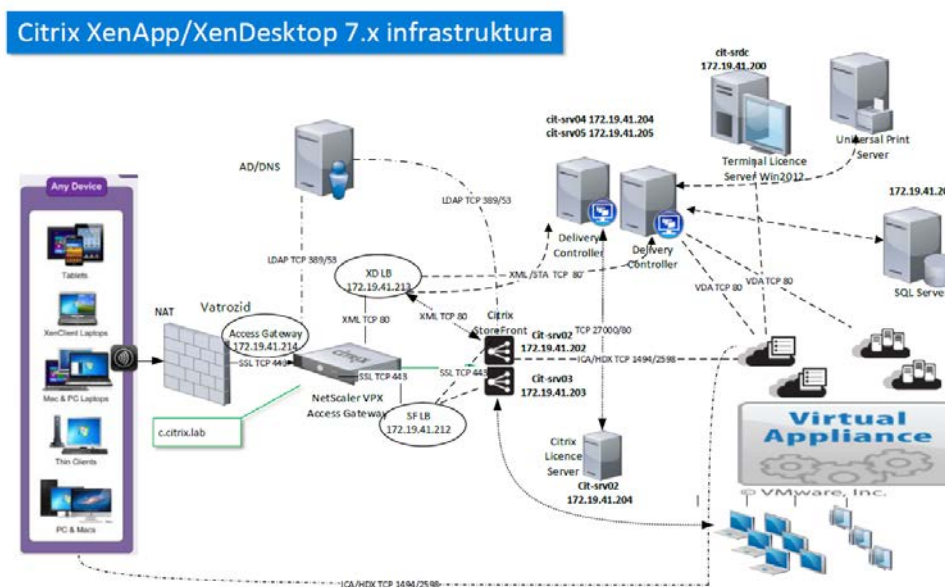 Citrix XenApp/XenDesktop 7.x infrastruktura
cit-srdc
172.19.41.200
cit-srv04 172.19.41.204
cit-srv05 172.19.41.205
Universal Print
Server
Terminal Licence
Server Win2012
AD/DNS
Any Device
Tablets
XenClient Laptops
Mac & PC Laptops
Thin Clients
PC & Macs
LDAP TCP 389/53
172.19.41.20
Delivery
Controller
Delivery
Controller
SQL Server
LDAP TCP 389/53
XD LB
172.19.41.213
XML/STA TCP 80
VDA TCP 80
VDA TCP 80
NAT
Vatrozid
Access Gateway
172.19.41.214
SSL TCP 443
XML TCP 80
XML TCP 80
Citrix
StoreFront
TCP 27000/80
Cit-srv02
172.19.41.202
ICA/HDX TCP 1494/2598
citrix
SSL TCP 443
SSL TCP 443
NetScaler VPX
Access Gateway
Cit-srv03
172.19.41.203
c.citrix.lab
SF LB
172.19.41.212
Citrix
Licence
Server
Cit-srv02
172.19.41.204
Virtual
Appliance
© VMware, Inc.
ICA/HDX TCP 1494/2598